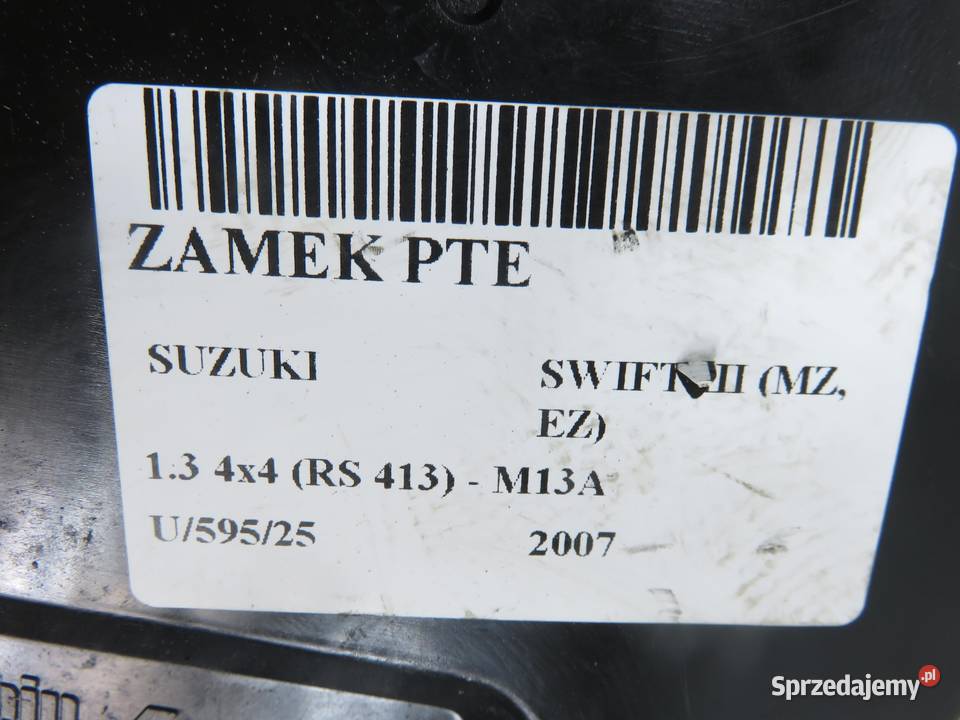 ZAMEK PTE
SUZUKI
SWIFT III (MZ,
EZ)
1.3 4x4 (RS 413) - M13A
U/595/25
2007
Sprzedajemy.pl